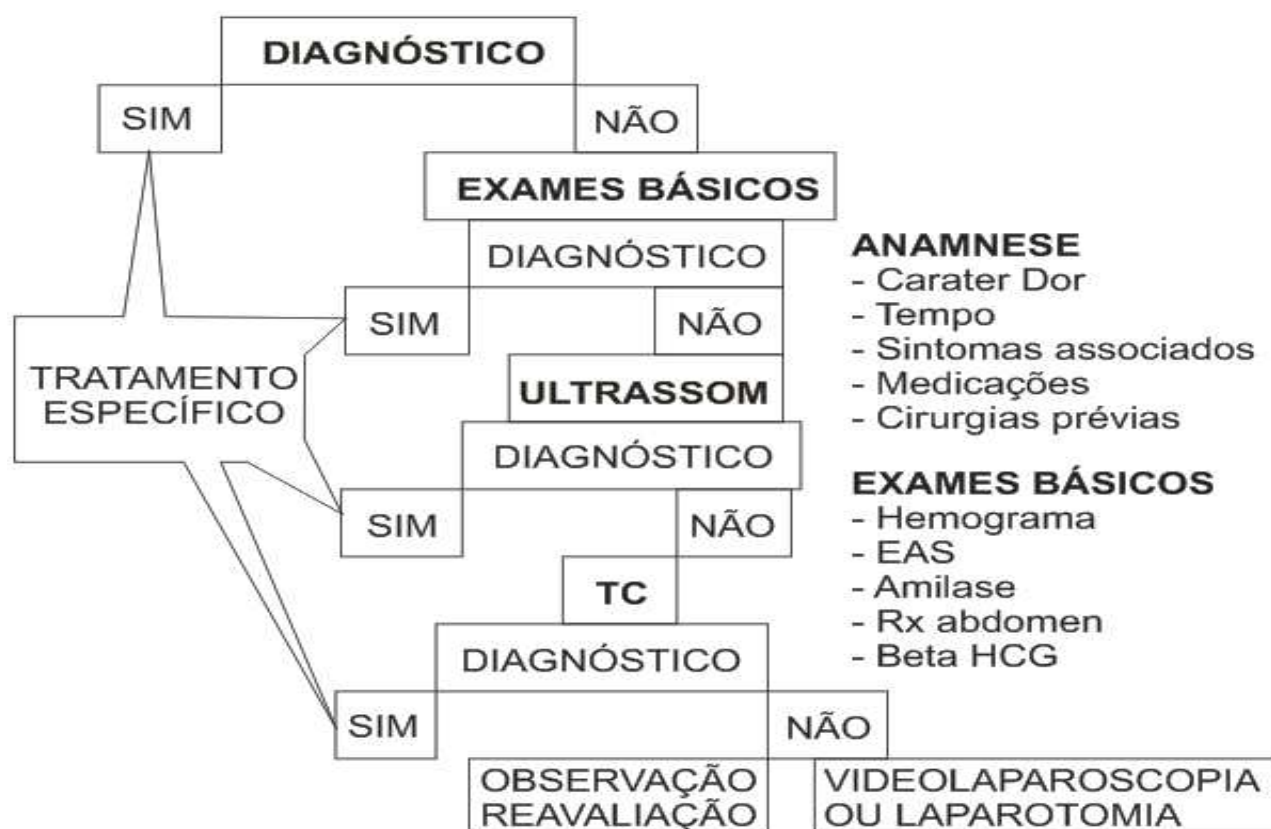 DIAGNÓSTICO
SIM
NÃO
EXAMES BÁSICOS
DIAGNÓSTICO
SIM
NÃO
ULTRASSOM
DIAGNÓSTICO
SIM
NÃO
TC
DIAGNÓSTICO
SIM
NÃO
OBSERVAÇÃO
REAVALIAÇÃO
VIDEOLAPAROSCOPIA
OU LAPAROTOMIA
TRATAMENTO
ESPECÍFICO
ANAMNESE
- Carater Dor
- Tempo
- Sintomas associados
- Medicações
- Cirurgias prévias
EXAMES BÁSICOS
- Hemograma
- EAS
- Amilase
- Rx abdomen
- Beta HCG